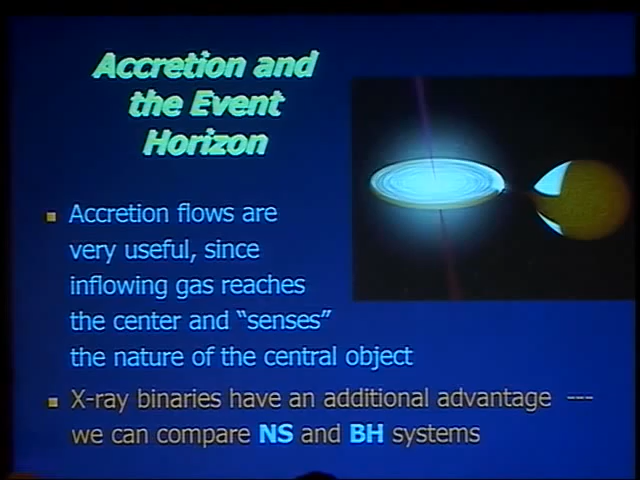 Accretion and
the Event
Horizon
Accretion flows are
very useful, since
inflowing gas reaches
the center and “senses”
the nature of the central object
X-ray binaries have an additional advantage ---
we can compare NS and BH systems